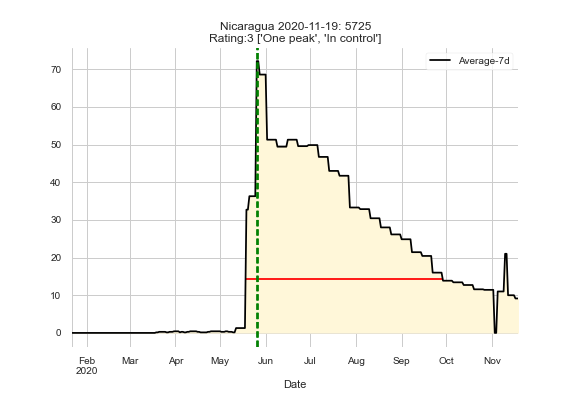 Nicaragua 2020-11-19: 5725
Rating:3 ['One peak', 'In control']
Average-7d
70
60
50
40
30
20
10
0
Feb Mar Apr May Jun Jul Aug Sep Oct Nov
2020
Date